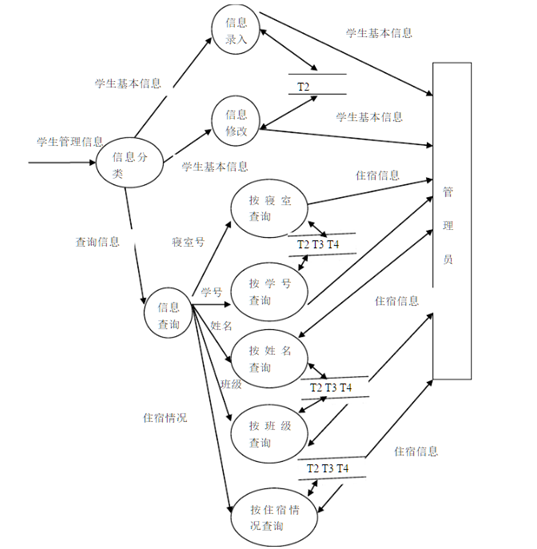 信息
录入
学生基本信息
学生基本信息
T2
信息
修改
学生基本信息
学生管理信息
信息分
类
学生基本信息
住宿信息
管
理
员
按寝室
查询
查询信息
寝室号
T2 T3 T4
学号
按学号
查询
信息
查询
住宿信息
姓名
按姓名
查询
班级
T2 T3 T4
住宿情况
按班级
查询
住宿信息
T2 T3 T4
按住宿情
况查询